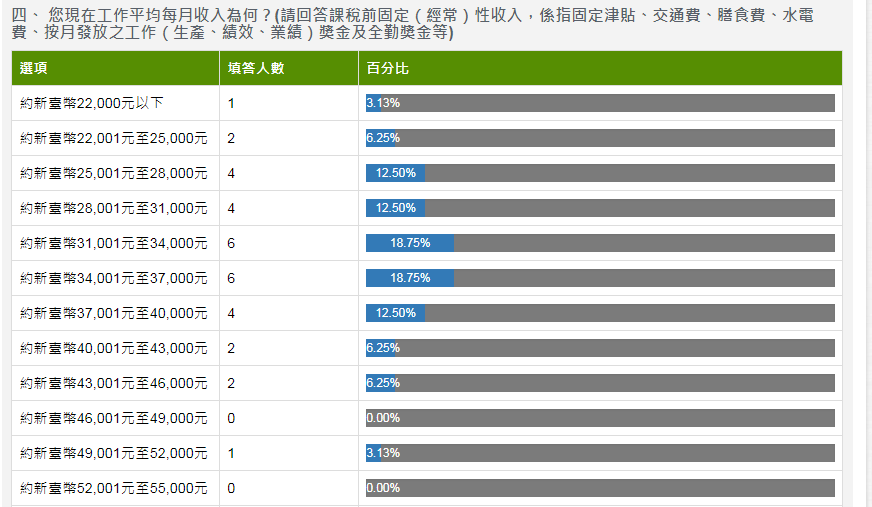 四、 您現在工作平均每月收入為何？(請回答課稅前固定（經常）性收入，係指固定津貼、交通費、膳食費、水電
費、按月發放之工作（生產、績效、業績）獎金及全勤獎金等)
選項 填答人數 百分比
約新臺幣22,000元以下 1 3.13%
約新臺幣22,001元至25,000元 2 6.25%
約新臺幣25,001元至28,000元 4 12.50%
約新臺幣28,001元至31,000元 4 12.50%
約新臺幣31,001元至34,000元 6 18.75%
約新臺幣34,001元至37,000元 6 18.75%
約新臺幣37,001元至40,000元 4 12.50%
約新臺幣40,001元至43,000元 2 6.25%
約新臺幣43,001元至46,000元 2 6.25%
約新臺幣46,001元至49,000元 0 0.00%
約新臺幣49,001元至52,000元 1 3.13%
約新臺幣52,001元至55,000元 0 0.00%